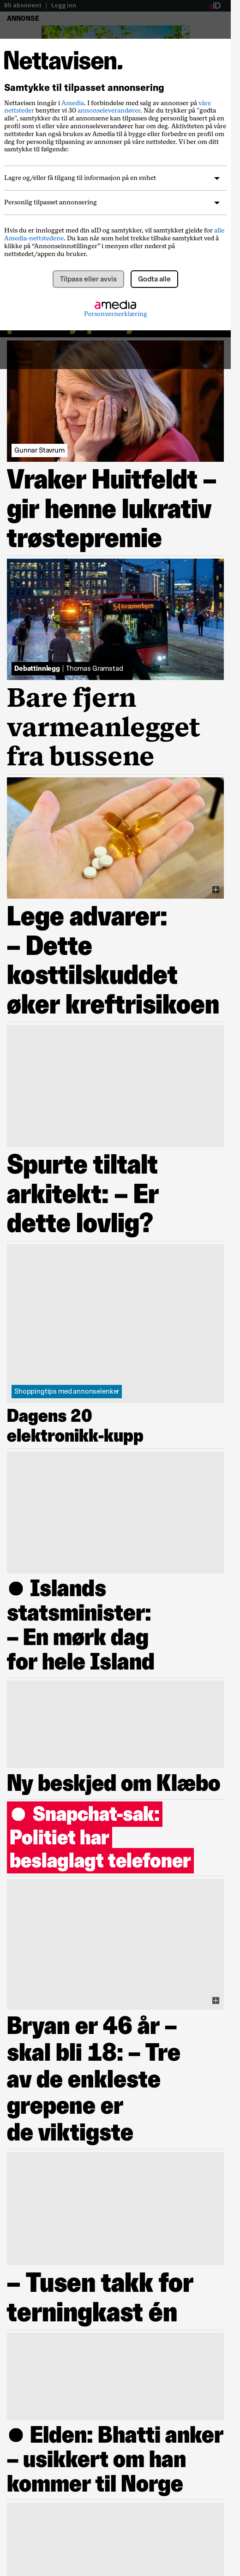 Bli abonnent | Logg inn
ANNONSE
Nettavisen.
Samtykke til tilpasset annonsering
Nettavisen inngår i Amedia. I forbindelse med salg av annonser på våre
nettsteder benytter vi 30 annonseleverandører. Når du trykker på "godta
alle", samtykker du til at annonsene kan tilpasses deg personlig basert på en
profil som vi eller våre annonseleverandører har om deg. Aktiviteten på våre
nettsteder kan også brukes av Amedia til å bygge eller forbedre en profil om
deg for personlig tilpasning av annonser på våre nettsteder. Vi ber om ditt
samtykke til følgende:
Lagre og/eller få tilgang til informasjon på en enhet
Personlig tilpasset annonsering
Hvis du er innlogget med din aID og samtykker, vil samtykket gjelde for alle
Amedia-nettstedene. Du kan når som helst trekke tilbake samtykket ved å
klikke på "Annonseinnstillinger" i menyen eller nederst på
nettstedet/appen du bruker.
Tilpass eller avvis
Godta alle
amedia
Personvernerklæring
Gunnar Stavrum
Vraker Huitfeldt –
gir henne lukrativ
trøstepremie
54 Kværnerbyen
Debattinnlegg | Thomas Gramstad
Bare fjern
varmeanlegget
fra bussene
Lege advarer:
– Dette
kosttilskuddet
øker kreftrisikoen
Spurte tiltalt
arkitekt: – Er
dette lovlig?
Shoppingtips med annonselenker
Dagens 20
elektronikk-kupp
● Islands
statsminister:
– En mørk dag
for hele Island
Ny beskjed om Klæbo
● Snapchat-sak:
Politiet har
beslaglagt telefoner
Bryan er 46 år –
skal bli 18: – Tre
av de enkleste
grepene er
de viktigste
– Tusen takk for
terningkast én
● Elden: Bhatti anker
– usikkert om han
kommer til Norge